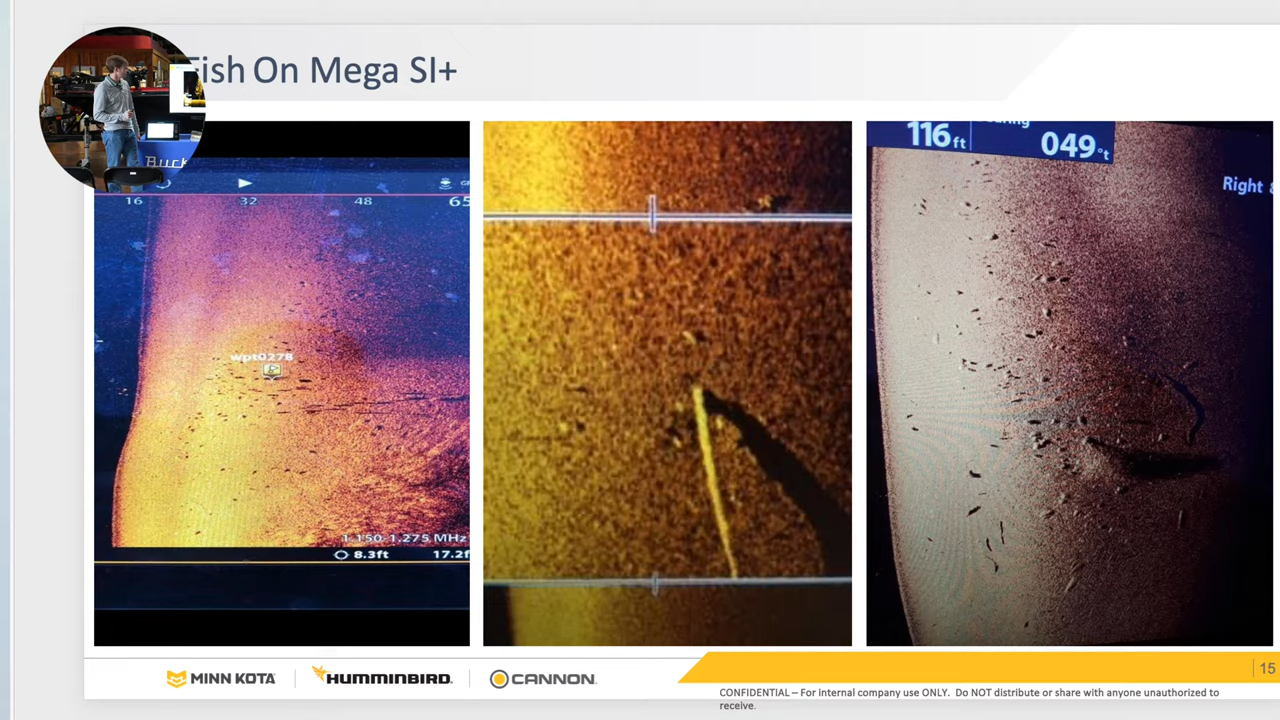 Fish On Mega SI+
16 32 48 65
wpt0278
1.150-1.275 MHz
8.3ft 17.2f
116 ft 049°t
Right
MINN KOTA
HUMMINBIRD
CANNON
15
CONFIDENTIAL – For internal company use ONLY. Do NOT distribute or share with anyone unauthorized to
receive.